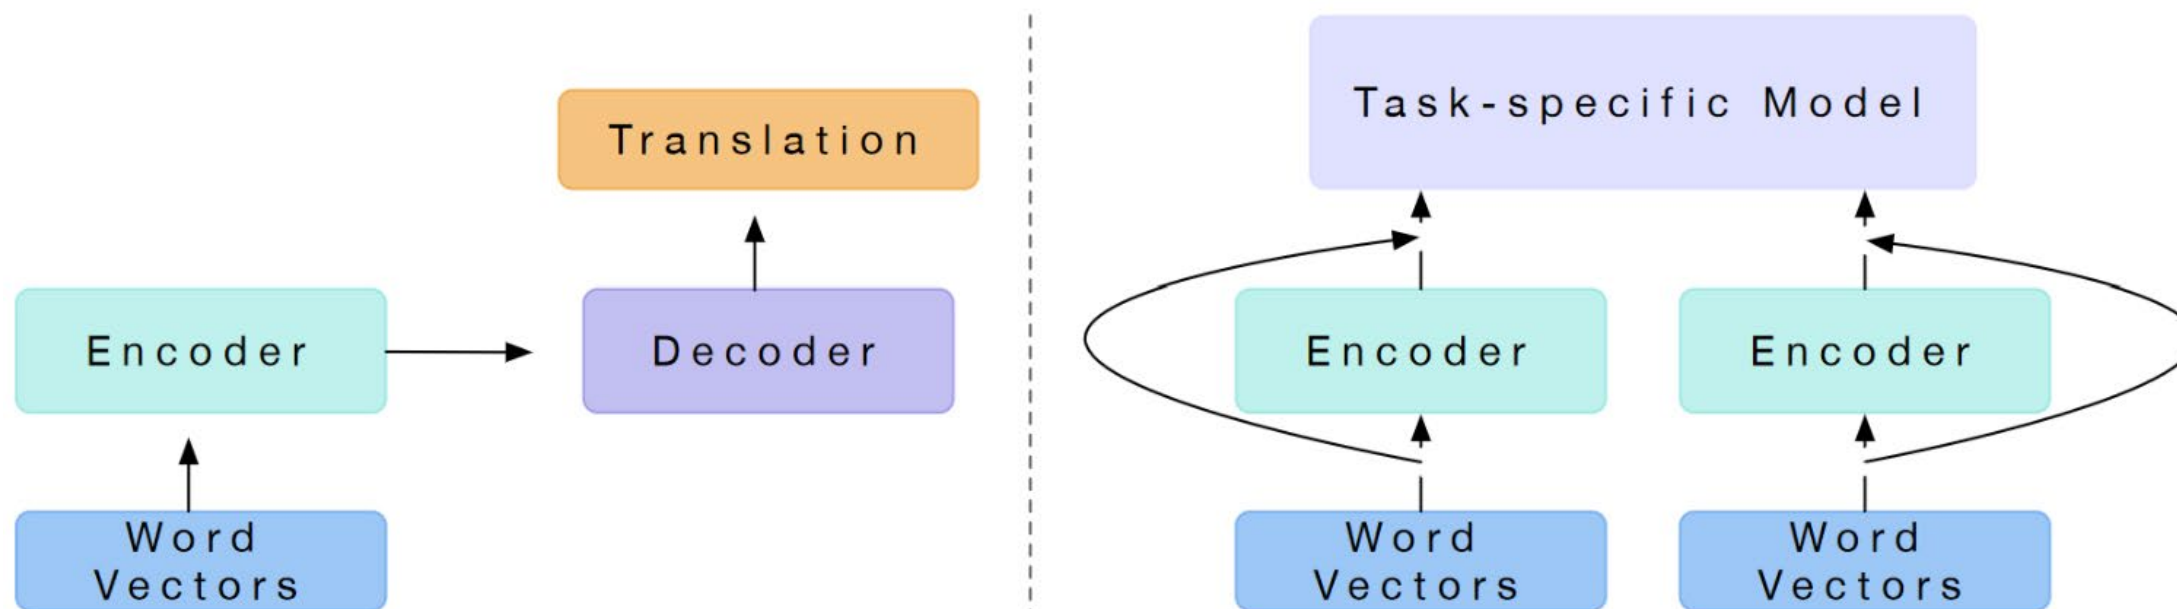 Translation
Encoder
Decoder
Word
Vectors
Task-specific Model
Encoder
Encoder
Word
Vectors
Word
Vectors